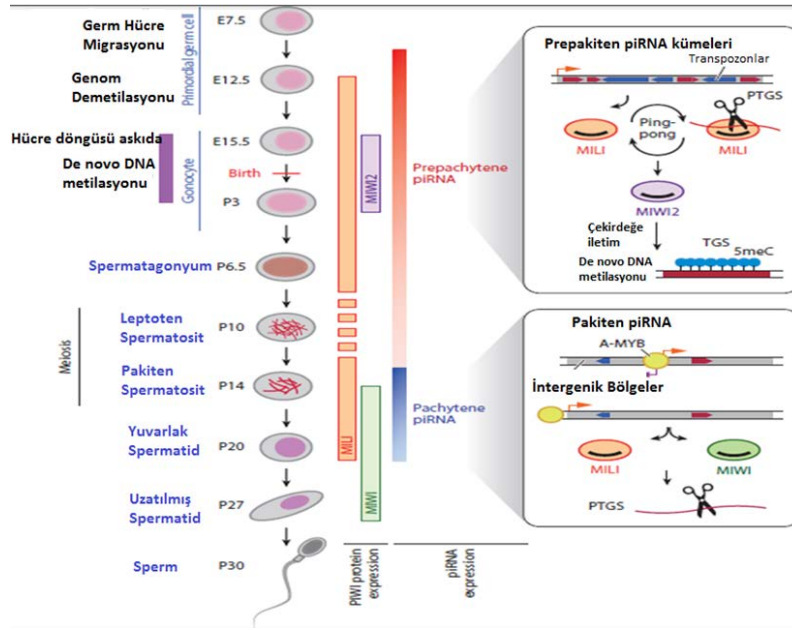 Germ Hücre
Migrasyonu
E7.5
Genom
Demetilasyonu
E12.5
Primordial germ cell
Hücre döngüsü askıda
De novo DNA
metilasyonu
E15.5
Birth
P3
Gonocyte
Spermatagonyum
P6.5
Leptoten
Spermatosit
P10
Meiosis
Pakiten
Spermatosit
P14
Yuvarlak
Spermatid
P20
Uzatılmış
Spermatid
P27
Sperm
P30
MILI
MIWI2
MIWI
PIWI protein
expression
Prepachytene
piRNA
Pachytene
piRNA
piRNA
expression
Prepakiten piRNA kümeleri
Transpozonlar
PTGS
Ping-
pong
MILI
MILI
MIWI2
Çekirdeğe
iletim
TGS
5meC
De novo DNA
metilasyonu
Pakiten piRNA
A-MYB
İntergenik Bölgeler
MILI
MIWI
PTGS